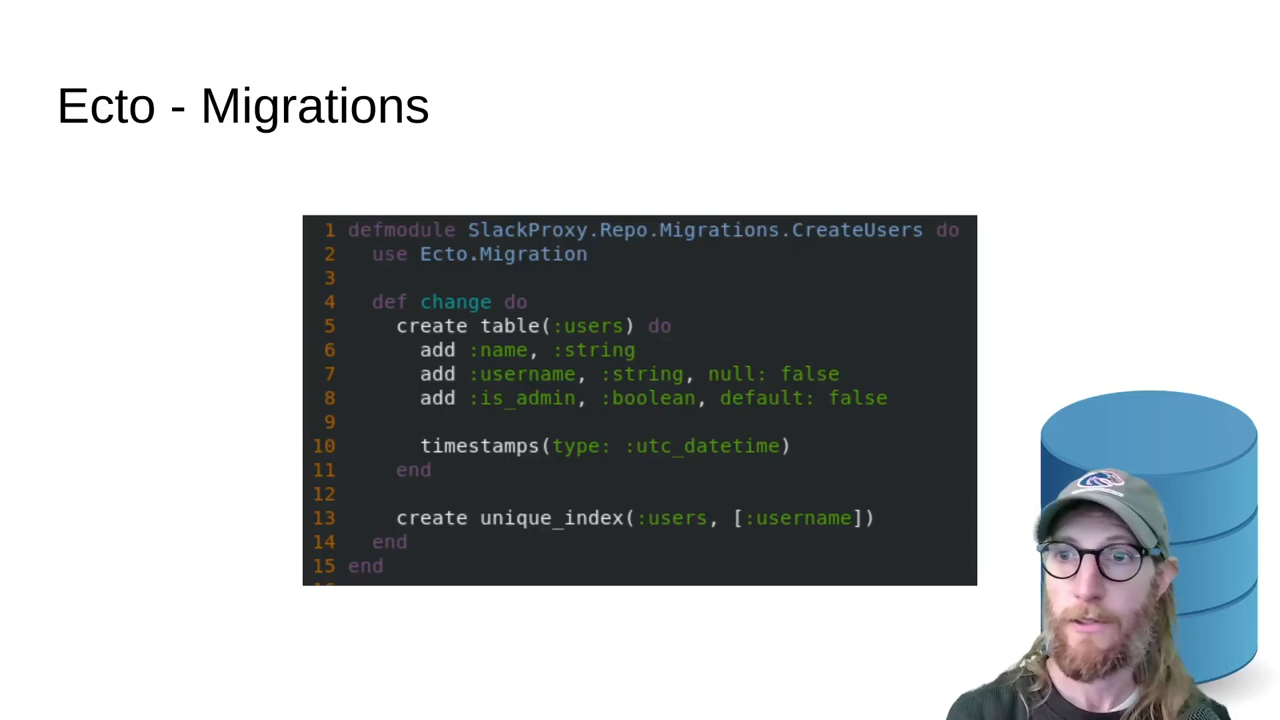 Ecto - Migrations
1 defmodule SlackProxy.Repo.Migrations.CreateUsers do
2   use Ecto.Migration
3
4   def change do
5     create table(:users) do
6       add :name, :string
7       add :username, :string, null: false
8       add :is_admin, :boolean, default: false
9
10       timestamps(type: :utc_datetime)
11     end
12
13     create unique_index(:users, [:username])
14   end
15 end